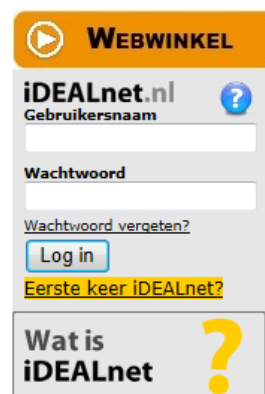 WEBWINKEL
iDEALnet.nl
?
Gebruikersnaam
Wachtwoord
Wachtwoord vergeten?
Log in
Eerste keer iDEALnet?
Wat is
iDEALnet
?